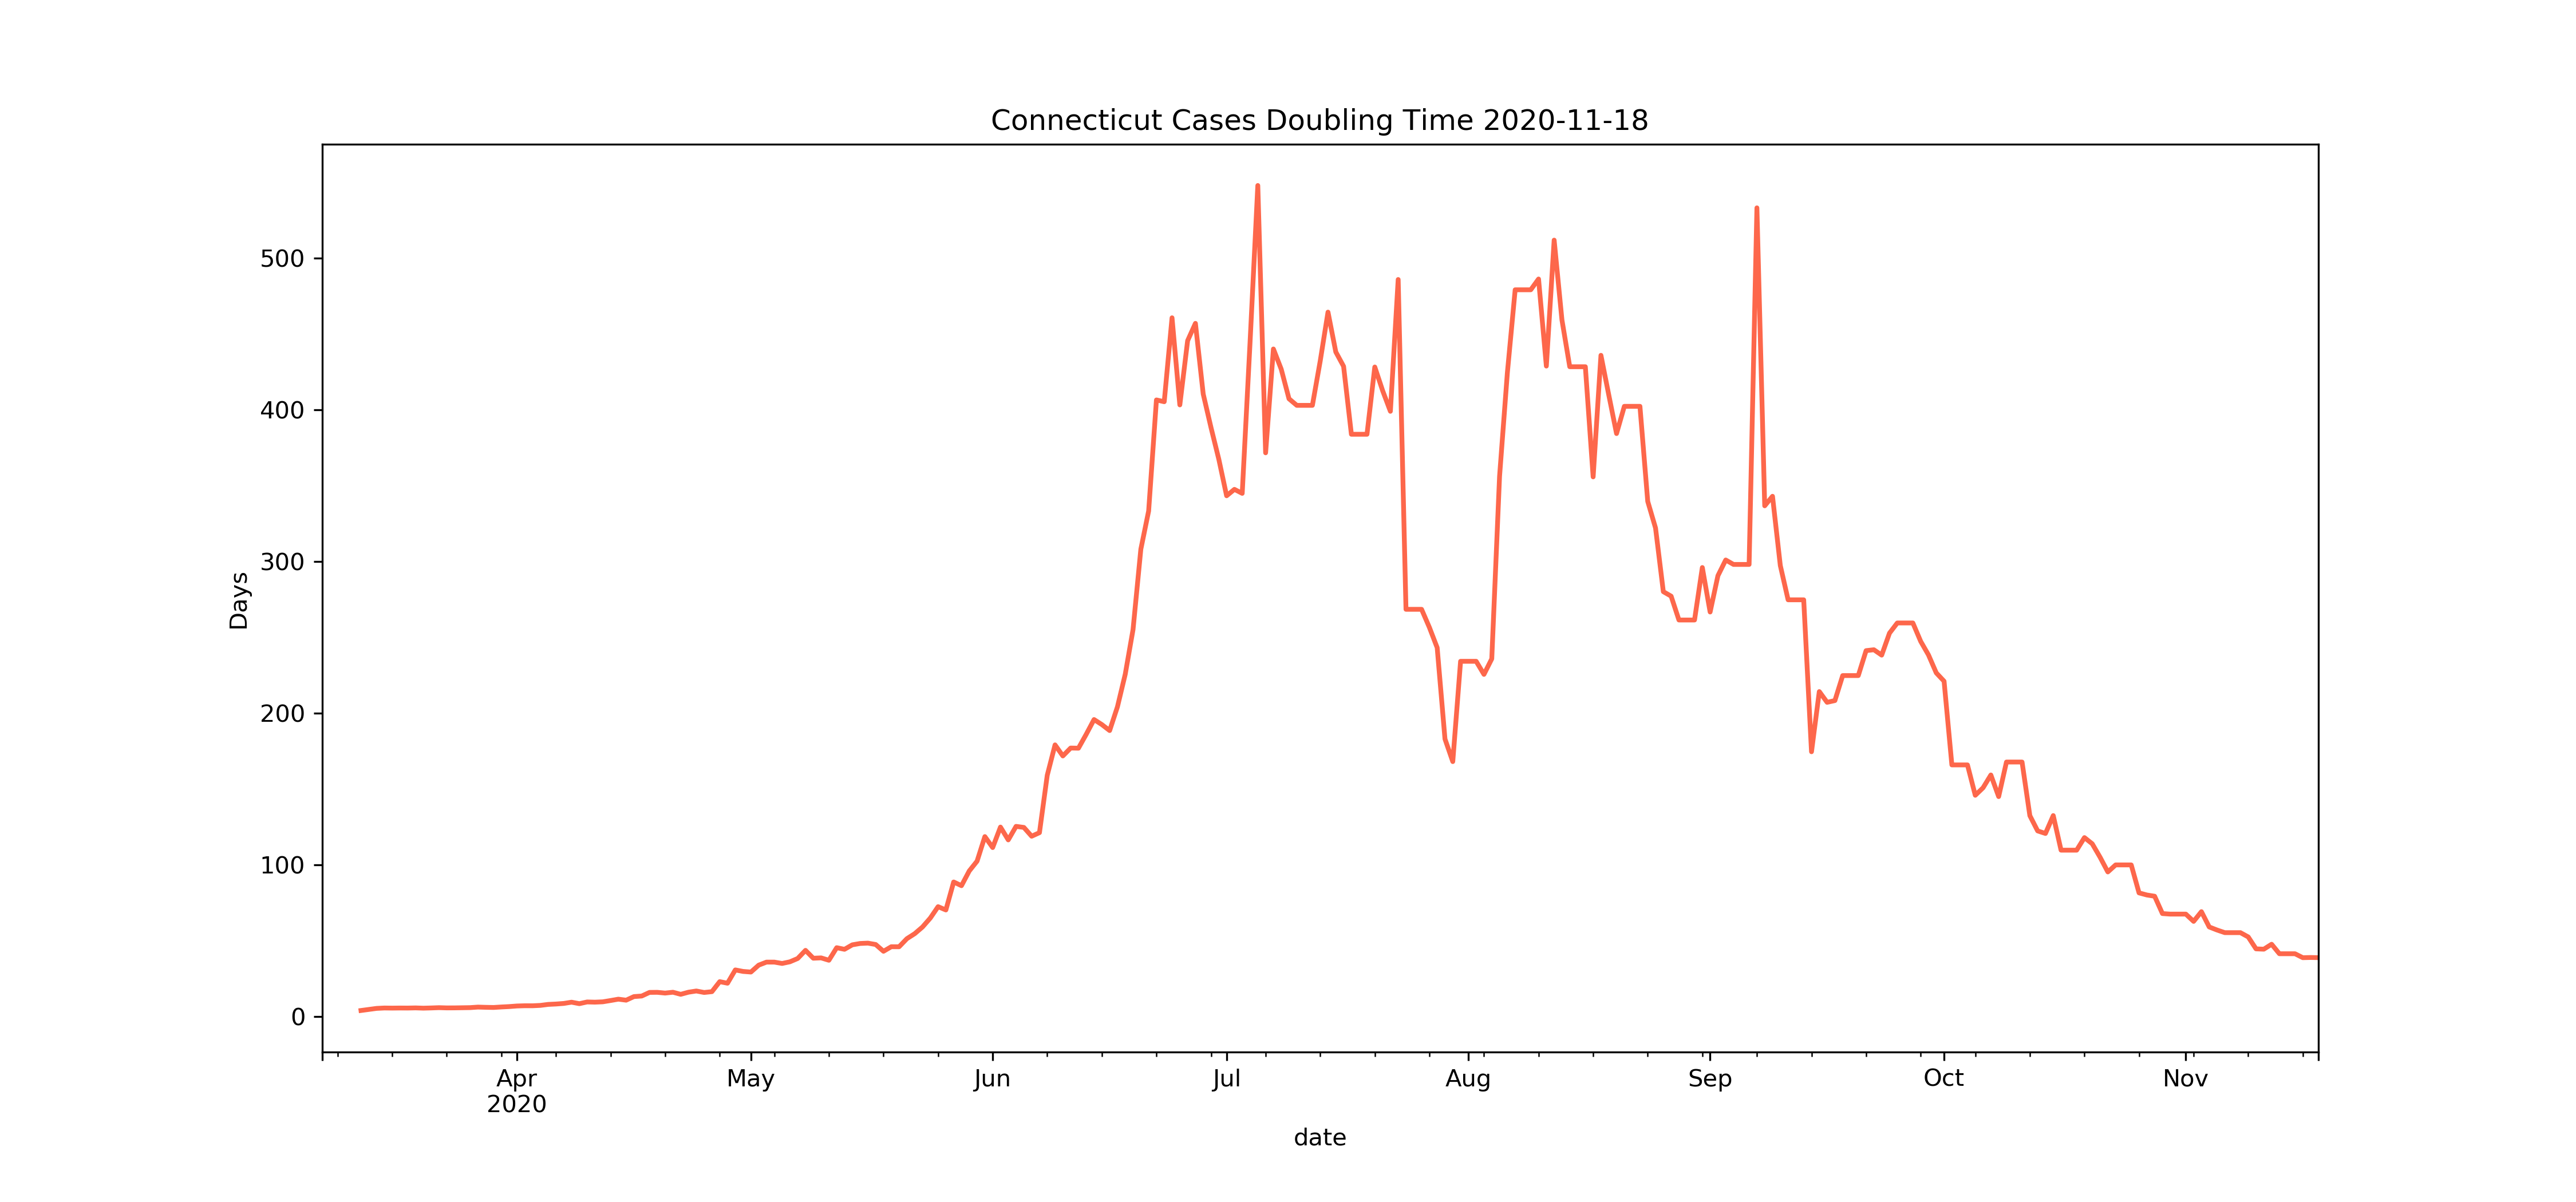 Connecticut Cases Doubling Time 2020-11-18
Days
500
400
300
200
100
0
Apr
2020
May
Jun
Jul
Aug
Sep
Oct
Nov
date